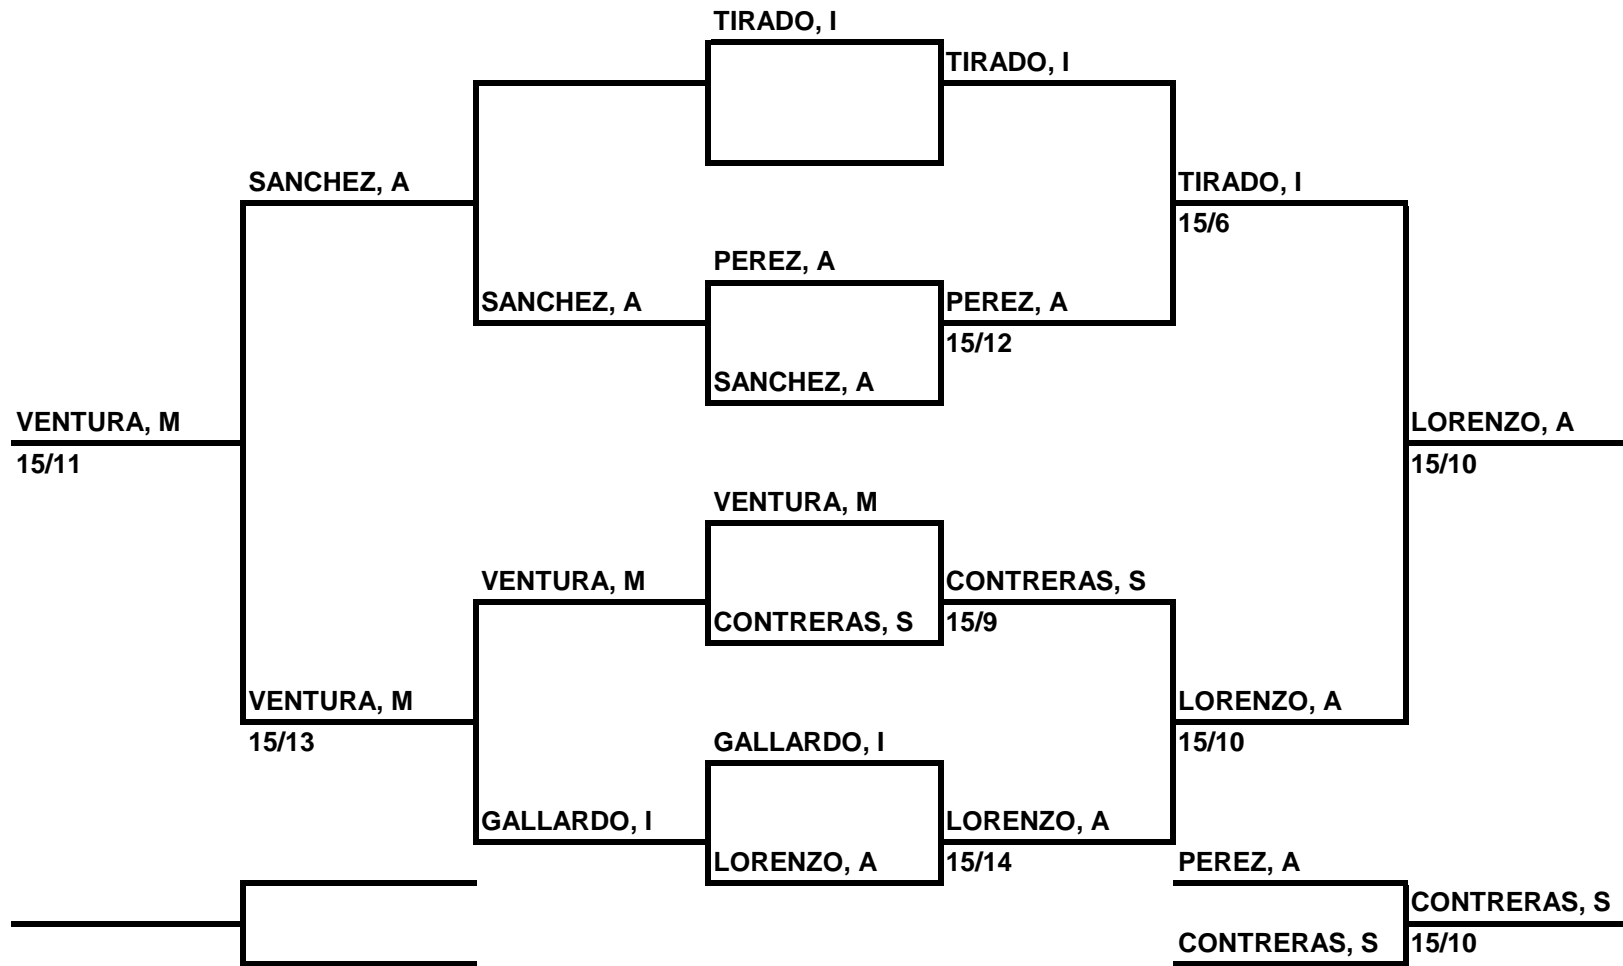 TIRADO, I
TIRADO, I
SANCHEZ, A
TIRADO, I
15/6
PEREZ, A
SANCHEZ, A
PEREZ, A
15/12
SANCHEZ, A
VENTURA, M
LORENZO, A
15/11
15/10
VENTURA, M
VENTURA, M
CONTRERAS, S
CONTRERAS, S
15/9
VENTURA, M
LORENZO, A
15/13
15/10
GALLARDO, I
GALLARDO, I
LORENZO, A
LORENZO, A
15/14
PEREZ, A
CONTRERAS, S
CONTRERAS, S
15/10